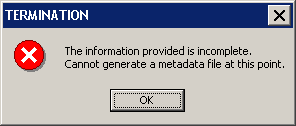 TERMINATION
The information provided is incomplete.
Cannot generate a metadata file at this point.
OK